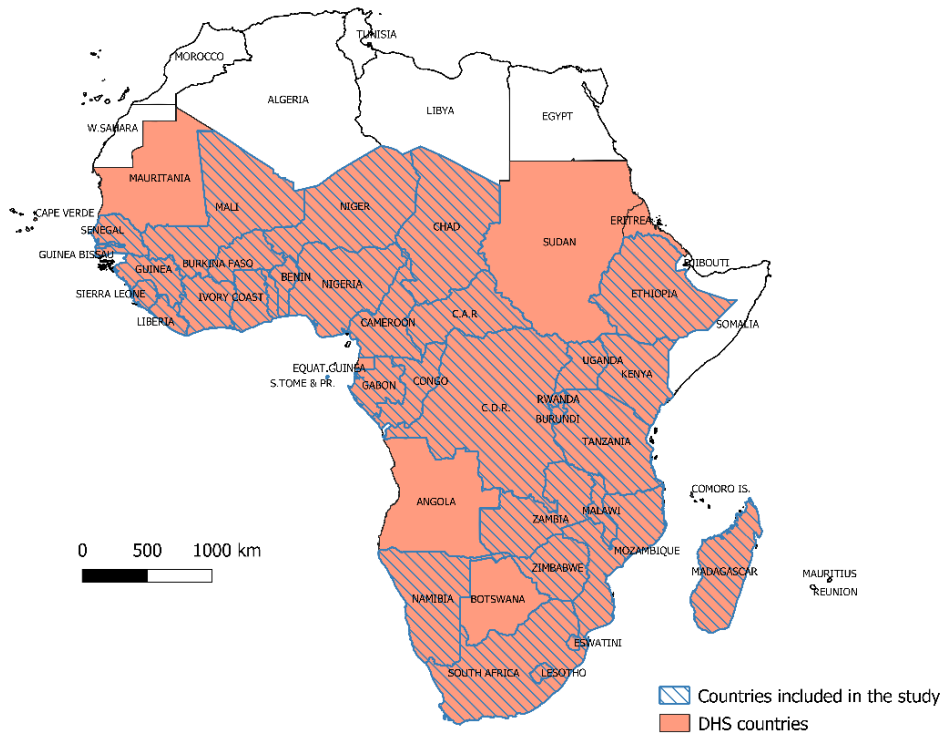 TUNISIA
MOROCCO
ALGERIA
LIBYA
EGYPT
W.SAHARA
MAURITANIA
MALI
NIGER
CHAD
SUDAN
ERITREA
CAPE VERDE
SENEGAL
GUINEA BISSAU
GUINEA
BURKINA FASO
BENIN
NIGERIA
DJIBOUTI
ETHIOPIA
SIERRA LEONE
IVORY COAST
LIBERIA
CAMEROON
C.A.R
SOMALIA
EQUAT.GUINEA
S.TOME & PR.
GABON
CONGO
UGANDA
KENYA
C.D.R.
RWANDA
BURUNDI
TANZANIA
ANGOLA
COMORO IS.
ZAMBIA
MALAWI
MOZAMBIQUE
0 500 1000 km
ZIMBABWE
MADAGASCAR
MAURITIUS
REUNION
NAMIBIA
BOTSWANA
ESWATINI
SOUTH AFRICA
LESOTHO
Countries included in the study
DHS countries